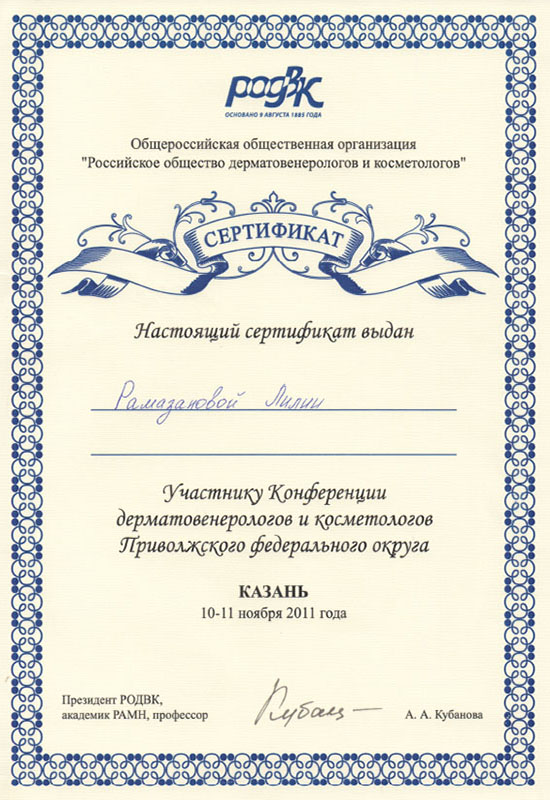 РОДВК
ОСНОВАНО 9 АВГУСТА 1885 ГОДА
Общероссийская общественная организация
"Российское общество дерматовенерологов и косметологов"
СЕРТИФИКАТ
Настоящий сертификат выдан
Рамазановой Лилии
Участнику Конференции
дерматовенерологов и косметологов
Приволжского федерального округа
КАЗАНЬ
10-11 ноября 2011 года
Президент РОДВК,
академик РАМН, профессор
А. А. Кубанова